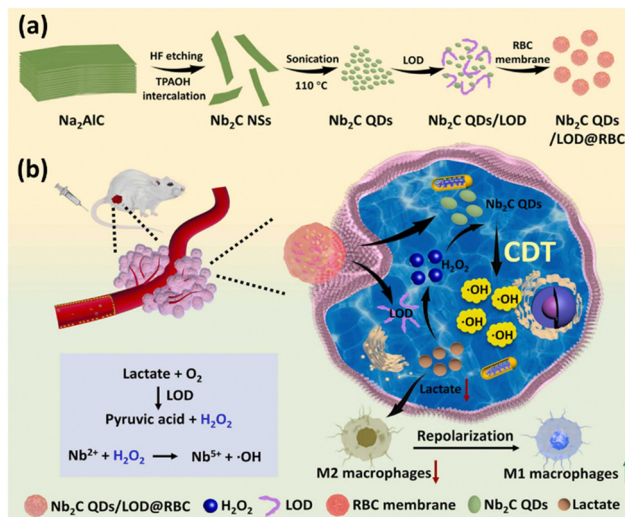 (a)
HF etching
TPAOH
intercalation
Sonication
110 °C
LOD
RBC
membrane
Na₂AlC
Nb₂C NSs
Nb₂C QDs
Nb₂C QDs/LOD
Nb₂C QDs
/LOD@RBC
(b)
Nb₂C QDs
H₂O₂
CDT
LOD
·OH
·OH
·OH
·OH
·OH
Lactate
Lactate + O₂
LOD
Pyruvic acid + H₂O₂
Nb²⁺ + H₂O₂ → Nb⁵⁺ + ·OH
Repolarization
M2 macrophages
M1 macrophages
Nb₂C QDs/LOD@RBC
H₂O₂
LOD
RBC membrane
Nb₂C QDs
Lactate